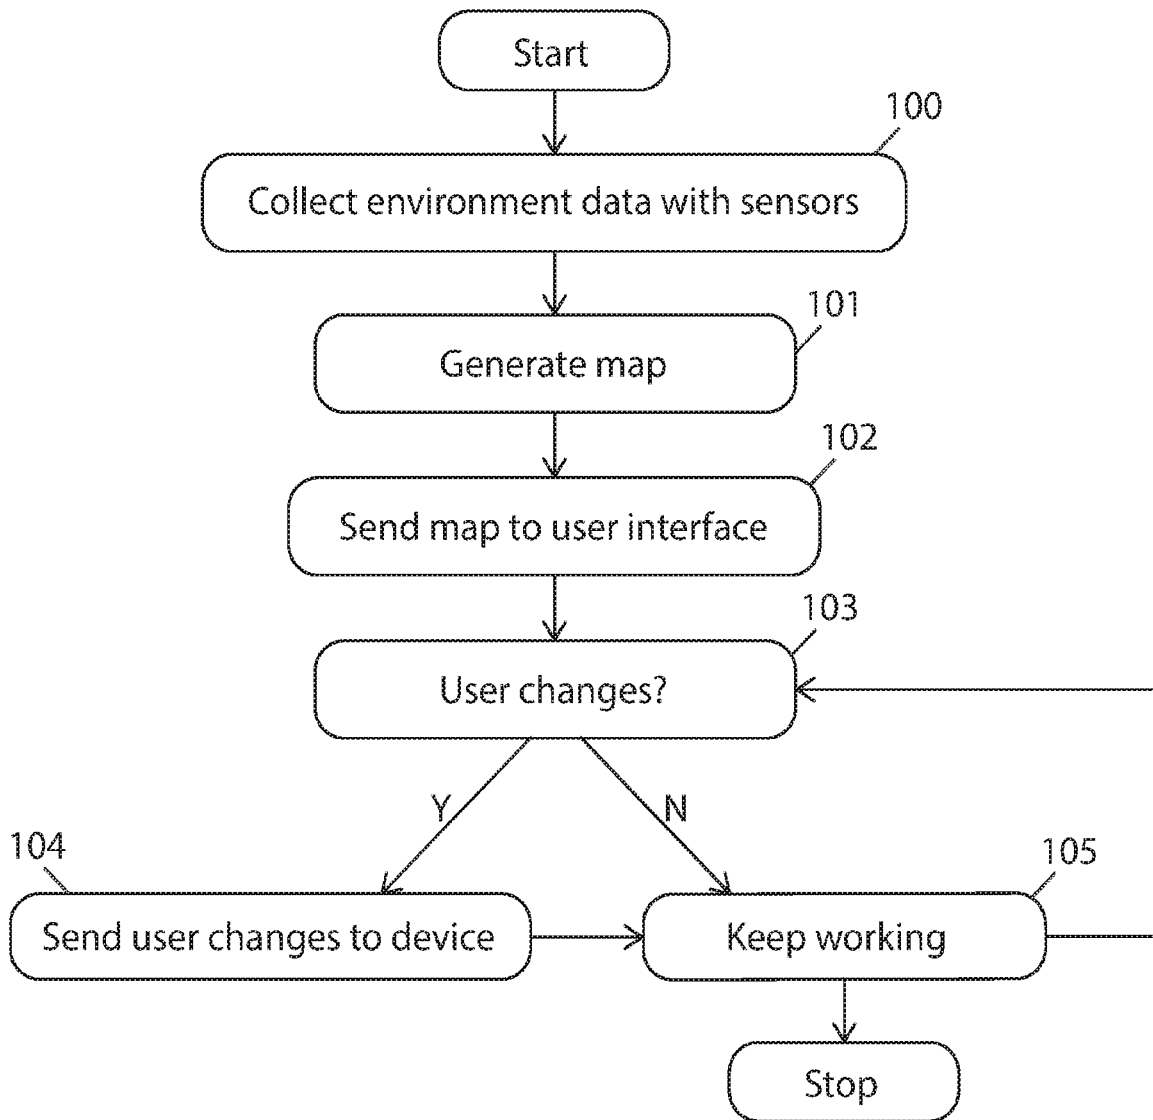 Start
100
Collect environment data with sensors
101
Generate map
102
Send map to user interface
103
User changes?
Y
N
104
105
Send user changes to device
Keep working
Stop